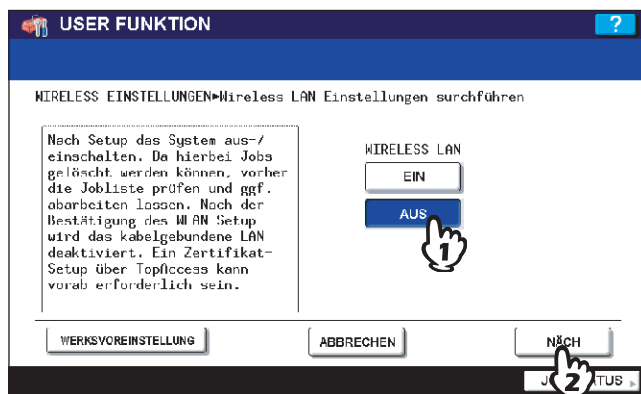 USER FUNKTION
?
WIRELESS EINSTELLUNGEN►Wireless LAN Einstellungen surchführen
Nach Setup das System aus-/
einschalten. Da hierbei Jobs
gelöscht werden können, vorher
die Jobliste prüfen und ggf.
abarbeiten lassen. Nach der
Bestätigung des WLAN Setup
wird das kabelgebundene LAN
deaktiviert. Ein Zertifikat-
Setup über TopAccess kann
vorab erforderlich sein.
WIRELESS LAN
EIN
AUS
1
WERKSVOREINSTELLUNG
ABBRECHEN
NÄCH
2